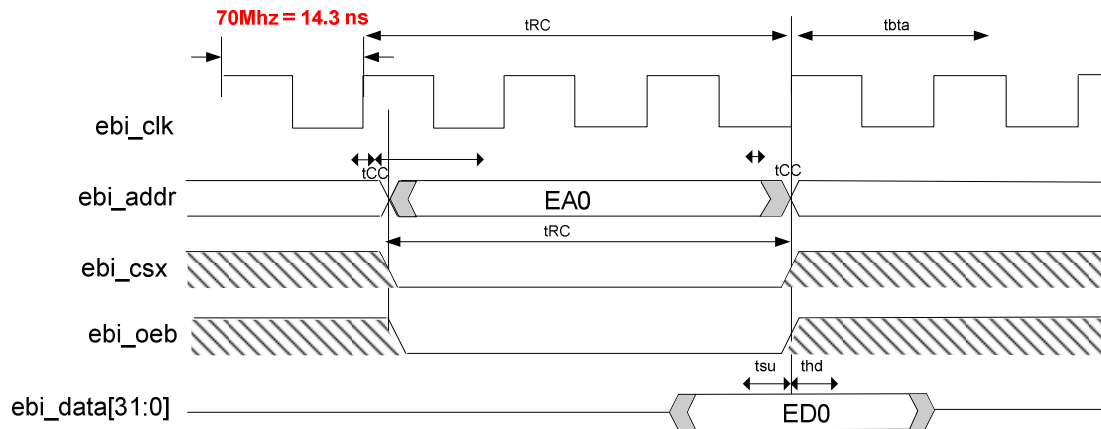 70Mhz = 14.3 ns
tRC
tbta
ebi_clk
tCC
tCC
ebi_addr
EA0
tRC
ebi_csx
ebi_oeb
tsu
thd
ebi_data[31:0]
ED0